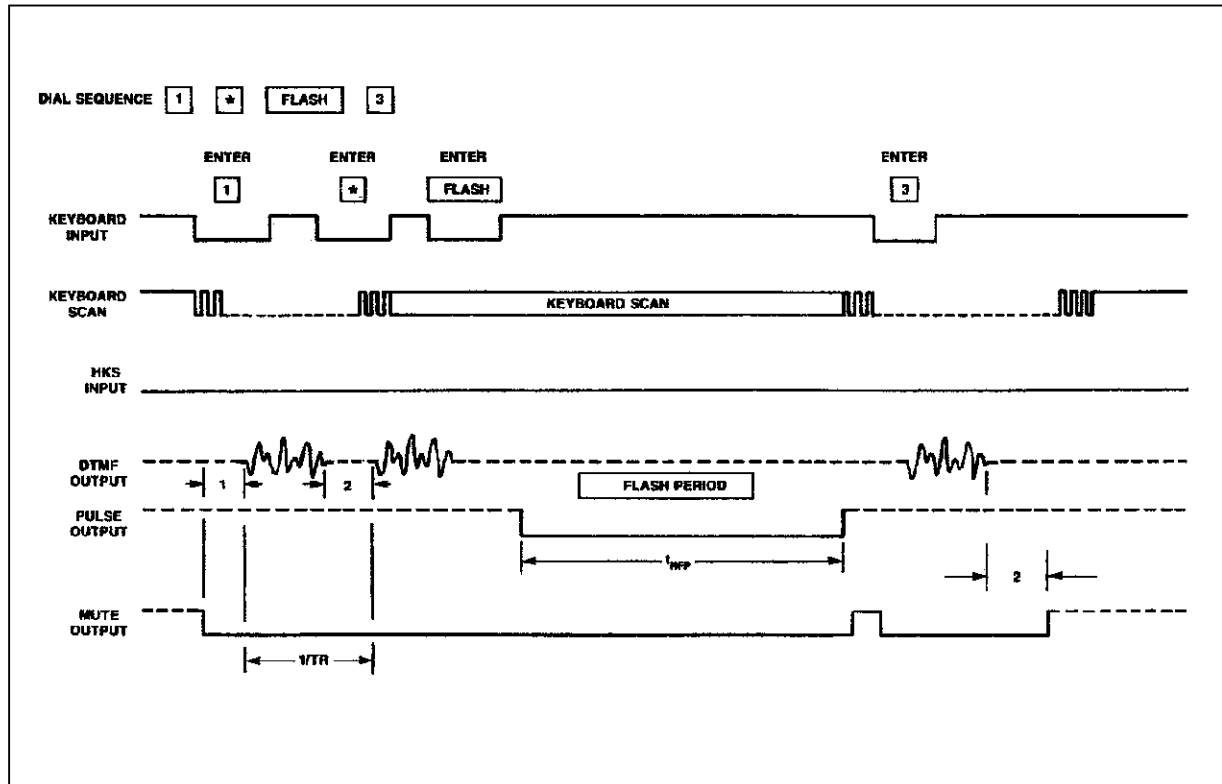 DIAL SEQUENCE 1 * FLASH 3
ENTER ENTER ENTER ENTER
1 * FLASH 3
KEYBOARD
INPUT
KEYBOARD
SCAN
KEYBOARD SCAN
HKS
INPUT
DTMF
OUTPUT
1 2
FLASH PERIOD
PULSE
OUTPUT
tHFP
2
MUTE
OUTPUT
1/TR